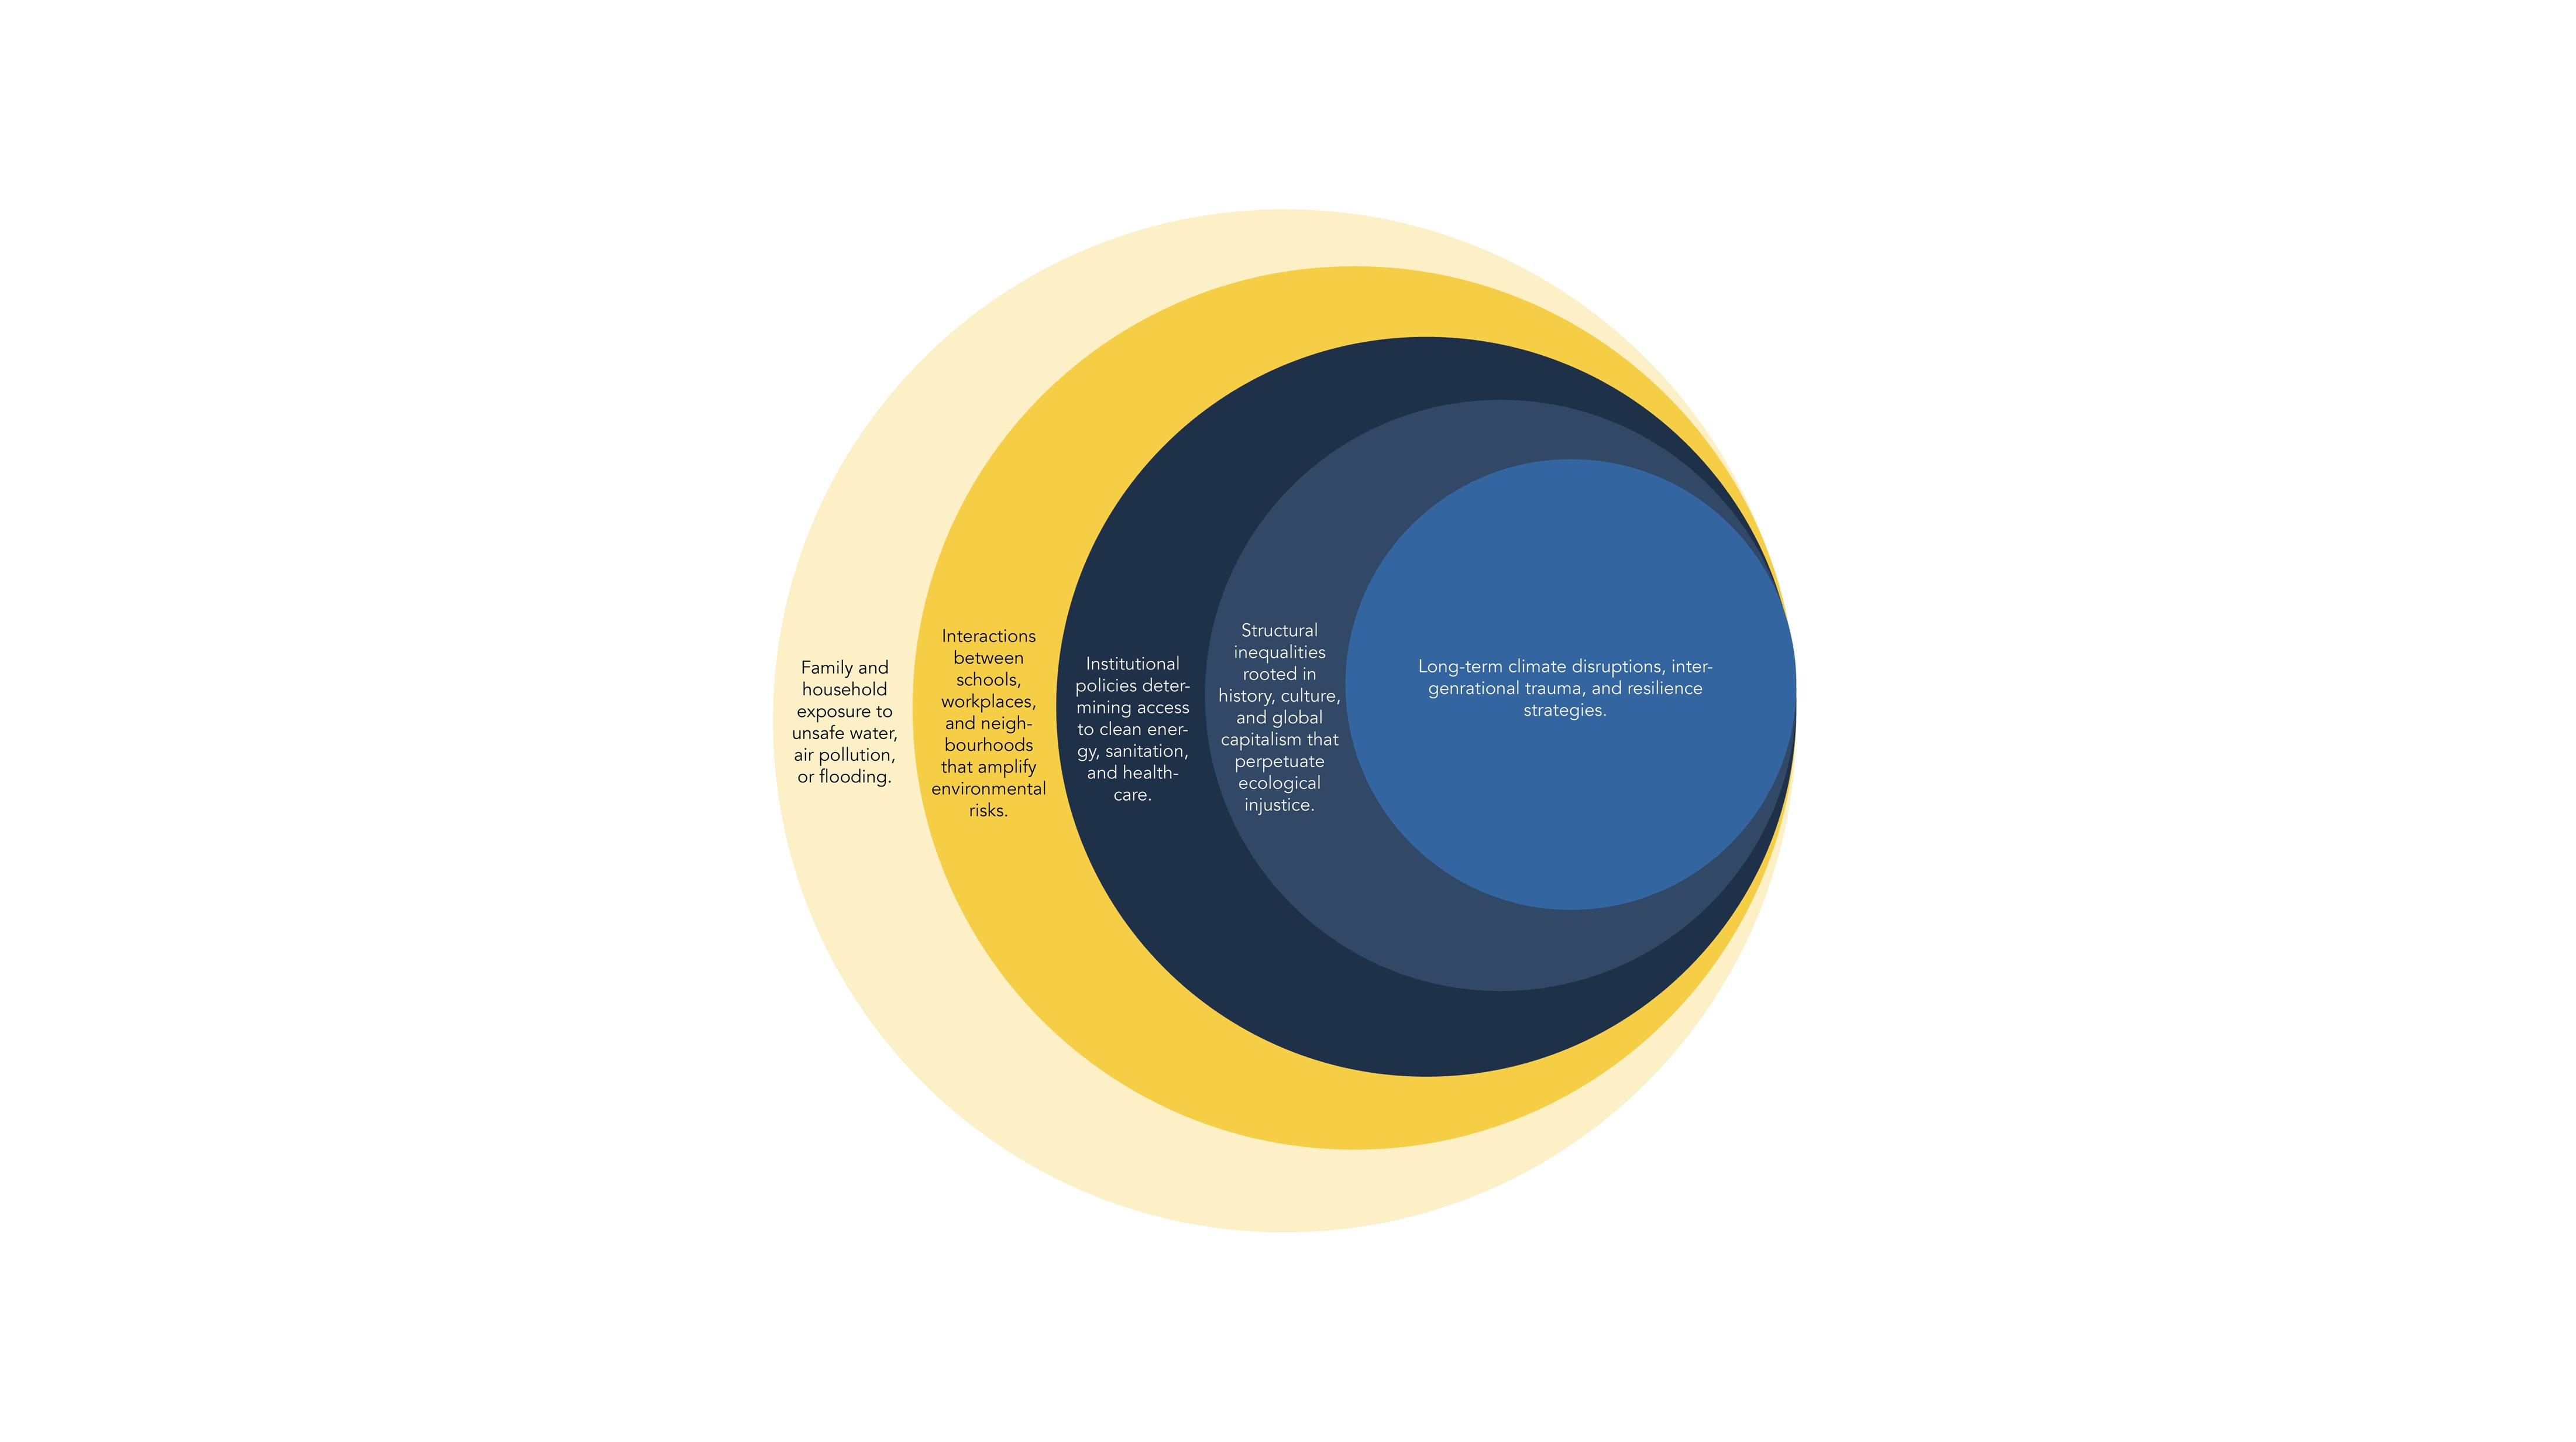 Family and
household
exposure to
unsafe water,
air pollution,
or flooding.
Interactions
between
schools,
workplaces,
and neigh-
bourhoods
that amplify
environmental
risks.
Institutional
policies deter-
mining access
to clean ener-
gy, sanitation,
and health-
care.
Structural
inequalities
rooted in
history, culture,
and global
capitalism that
perpetuate
ecological
injustice.
Long-term climate disruptions, inter-
genrational trauma, and resilience
strategies.